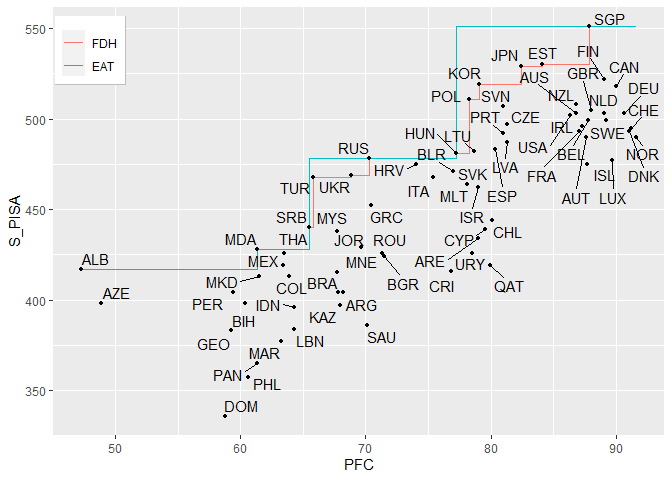 550
SGP
FDH
EAT
FIN
JPN
EST
CAN
AUS
GBR
KOR
DEU
POL
SVN
NZL
NLD
CHE
500
S_PISA
PRT
CZE
HUN
LTU
IRL
SWE
USA
RUS
BLR
BEL
NOR
HRV
SVK
LVA
FRA
ISL
DNK
TUR
UKR
ITA
MLT
ESP
AUT
LUX
450
SRB
MYS
GRC
ISR
CHL
MDA
THA
JOR
ROU
CYP
ALB
MEX
MNE
ARE
URY
400
AZE
MKD
COL
BRA
BGR
CRI
QAT
PER
IDN
ARG
BIH
KAZ
GEO
LBN
SAU
MAR
350
PAN
PHL
DOM
50
60
70
80
90
PFC